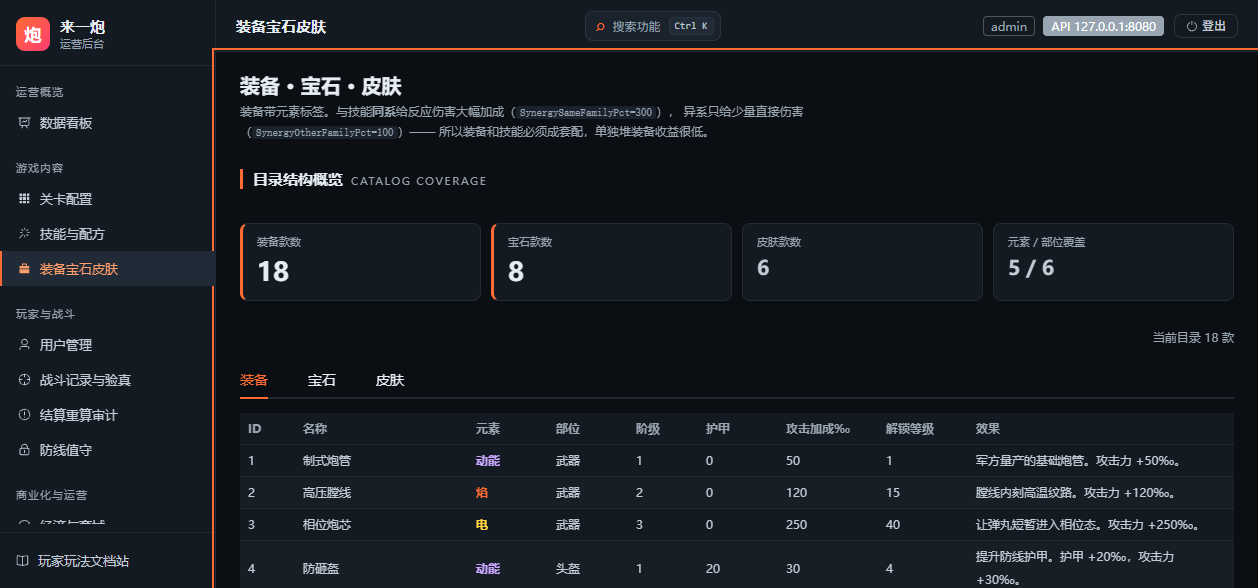 炮
来一炮
运营后台
装备宝石皮肤
搜索功能 Ctrl K
admin
API 127.0.0.1:8080
登出
运营概览
数据看板
游戏内容
关卡配置
技能与配方
装备宝石皮肤
玩家与战斗
用户管理
战斗记录与验真
结算重算审计
防线值守
商业化与运营
玩家玩法文档站
装备・宝石・皮肤
装备带元素标签。与技能同系给反应伤害大幅加成（SynergySameFamilyPct=300），异系只给少量直接伤害
（SynergyOtherFamilyPct=100）—— 所以装备和技能必须成套配，单独堆装备收益很低。
目录结构概览 CATALOG COVERAGE
装备款数
18
宝石款数
8
皮肤款数
6
元素 / 部位覆盖
5 / 6
当前目录 18 款
装备 宝石 皮肤
ID 名称 元素 部位 阶级 护甲 攻击加成‰ 解锁等级 效果
1 制式炮管 动能 武器 1 0 50 1 军方量产的基础炮管。攻击力 +50‰。
2 高压膛线 焰 武器 2 0 120 15 膛线内刻高温纹路。攻击力 +120‰。
3 相位炮芯 电 武器 3 0 250 40 让弹丸短暂进入相位态。攻击力 +250‰。
4 防砸盔 动能 头盔 1 20 30 4 提升防线护甲。护甲 +20‰，攻击力
+30‰。